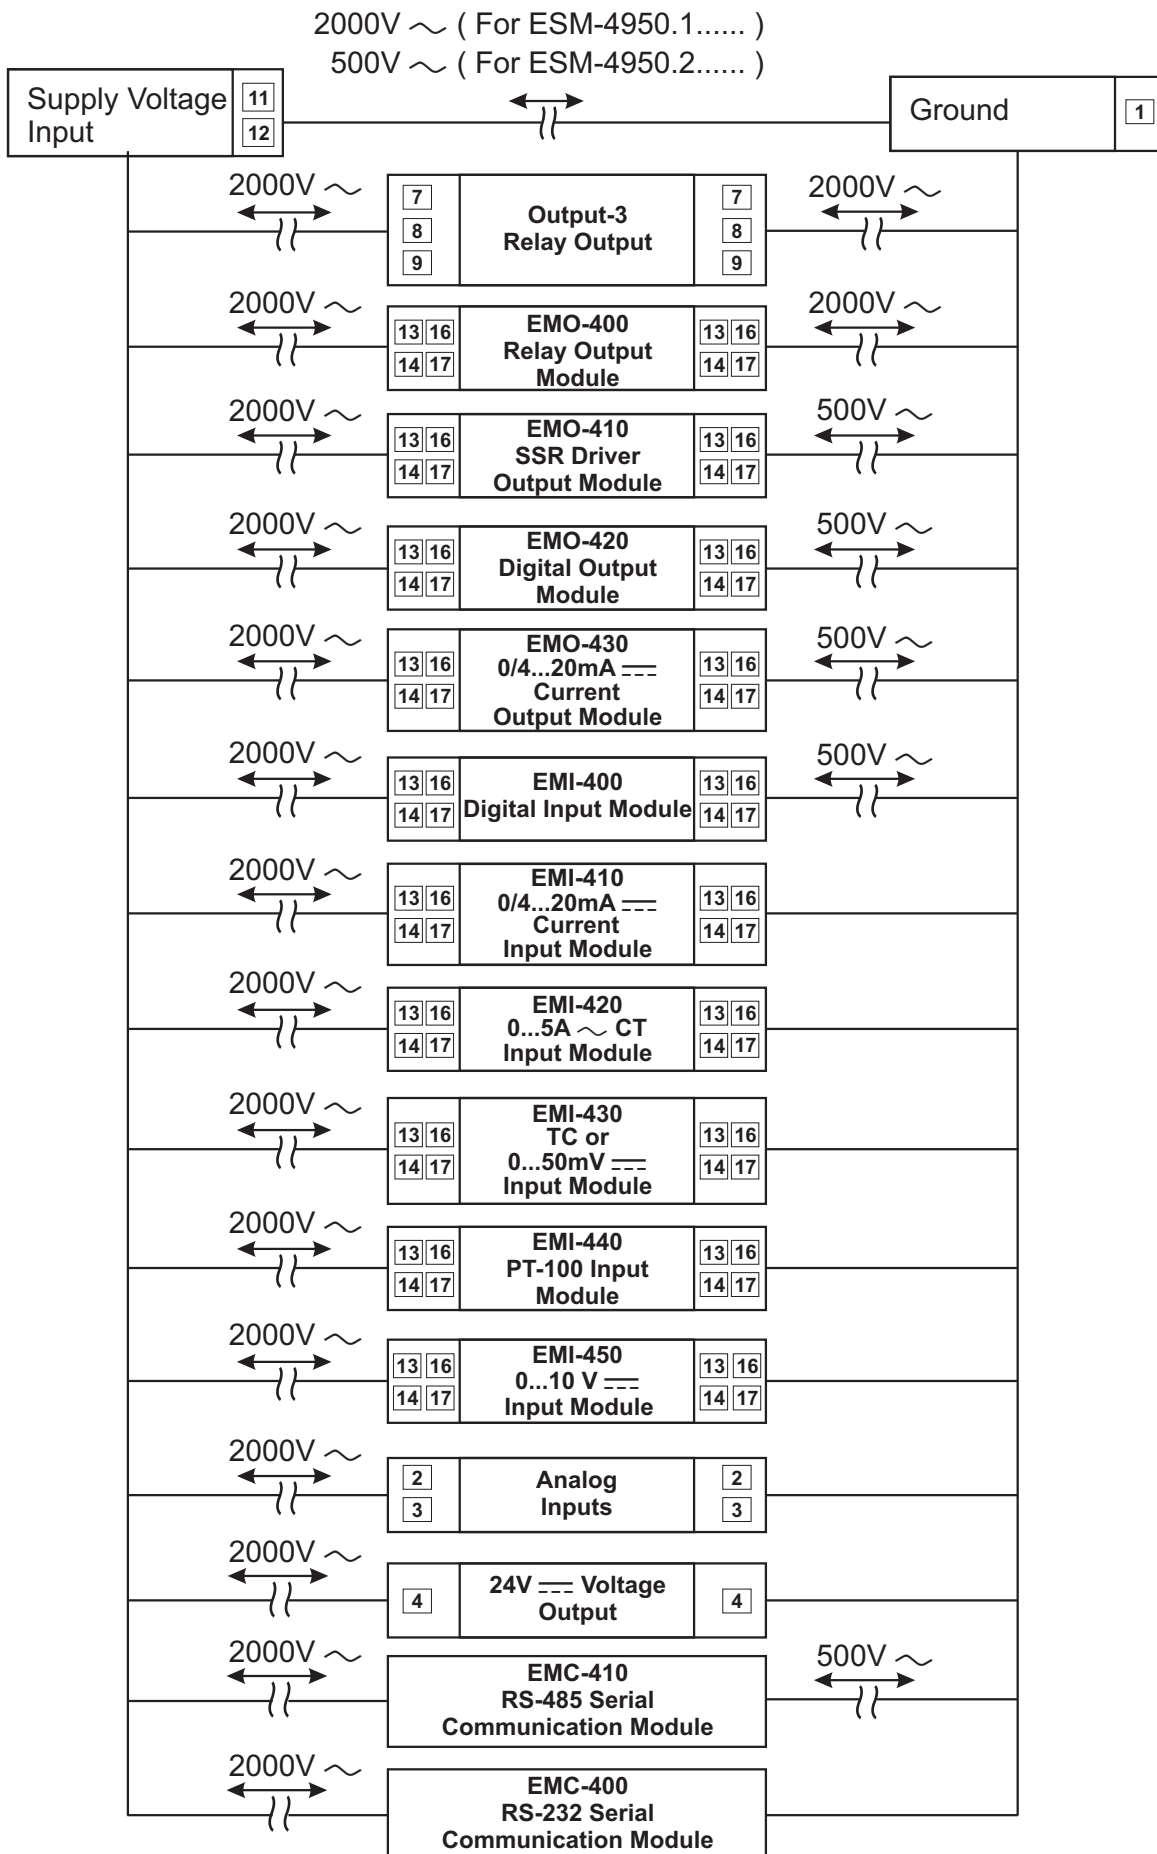 2000V ～ ( For ESM-4950.1...... )
500V ～ ( For ESM-4950.2...... )
Supply Voltage 11
Input 12
Ground 1
2000V ～ 2000V ～
7 7
Output-3
8 8
Relay Output
9 9
2000V ～ 2000V ～
EMO-400
13 16 Relay Output 13 16
14 17 Module 14 17
2000V ～ 500V ～
EMO-410
13 16 SSR Driver 13 16
14 17 Output Module 14 17
2000V ～ 500V ～
EMO-420
13 16 Digital Output 13 16
14 17 Module 14 17
2000V ～ 500V ～
EMO-430
13 16 0/4...20mA ⎓ 13 16
14 17 Current 14 17
Output Module
2000V ～ 500V ～
13 16 EMI-400 13 16
14 17 Digital Input Module 14 17
2000V ～
EMI-410
13 16 0/4...20mA ⎓ 13 16
14 17 Current 14 17
Input Module
2000V ～
EMI-420
13 16 0...5A ～ CT 13 16
14 17 Input Module 14 17
2000V ～
EMI-430
13 16 TC or 13 16
14 17 0...50mV ⎓ 14 17
Input Module
2000V ～
EMI-440
13 16 PT-100 Input 13 16
14 17 Module 14 17
2000V ～
EMI-450
13 16 0...10 V ⎓ 13 16
14 17 Input Module 14 17
2000V ～
2 Analog 2
3 Inputs 3
2000V ～
24V ⎓ Voltage
4 Output 4
2000V ～ 500V ～
EMC-410
RS-485 Serial
Communication Module
2000V ～
EMC-400
RS-232 Serial
Communication Module